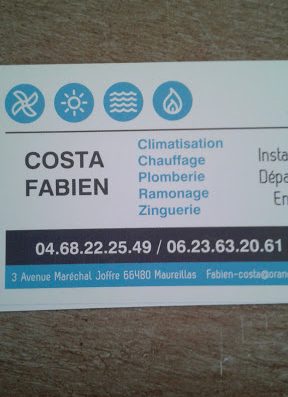 COSTA
FABIEN
Climatisation
Chauffage
Plomberie
Ramonage
Zinguerie
Insta
Dépa
En
04.68.22.25.49 / 06.23.63.20.61
3 Avenue Maréchal Joffre 66480 Maureillas Fabien-costa@oran